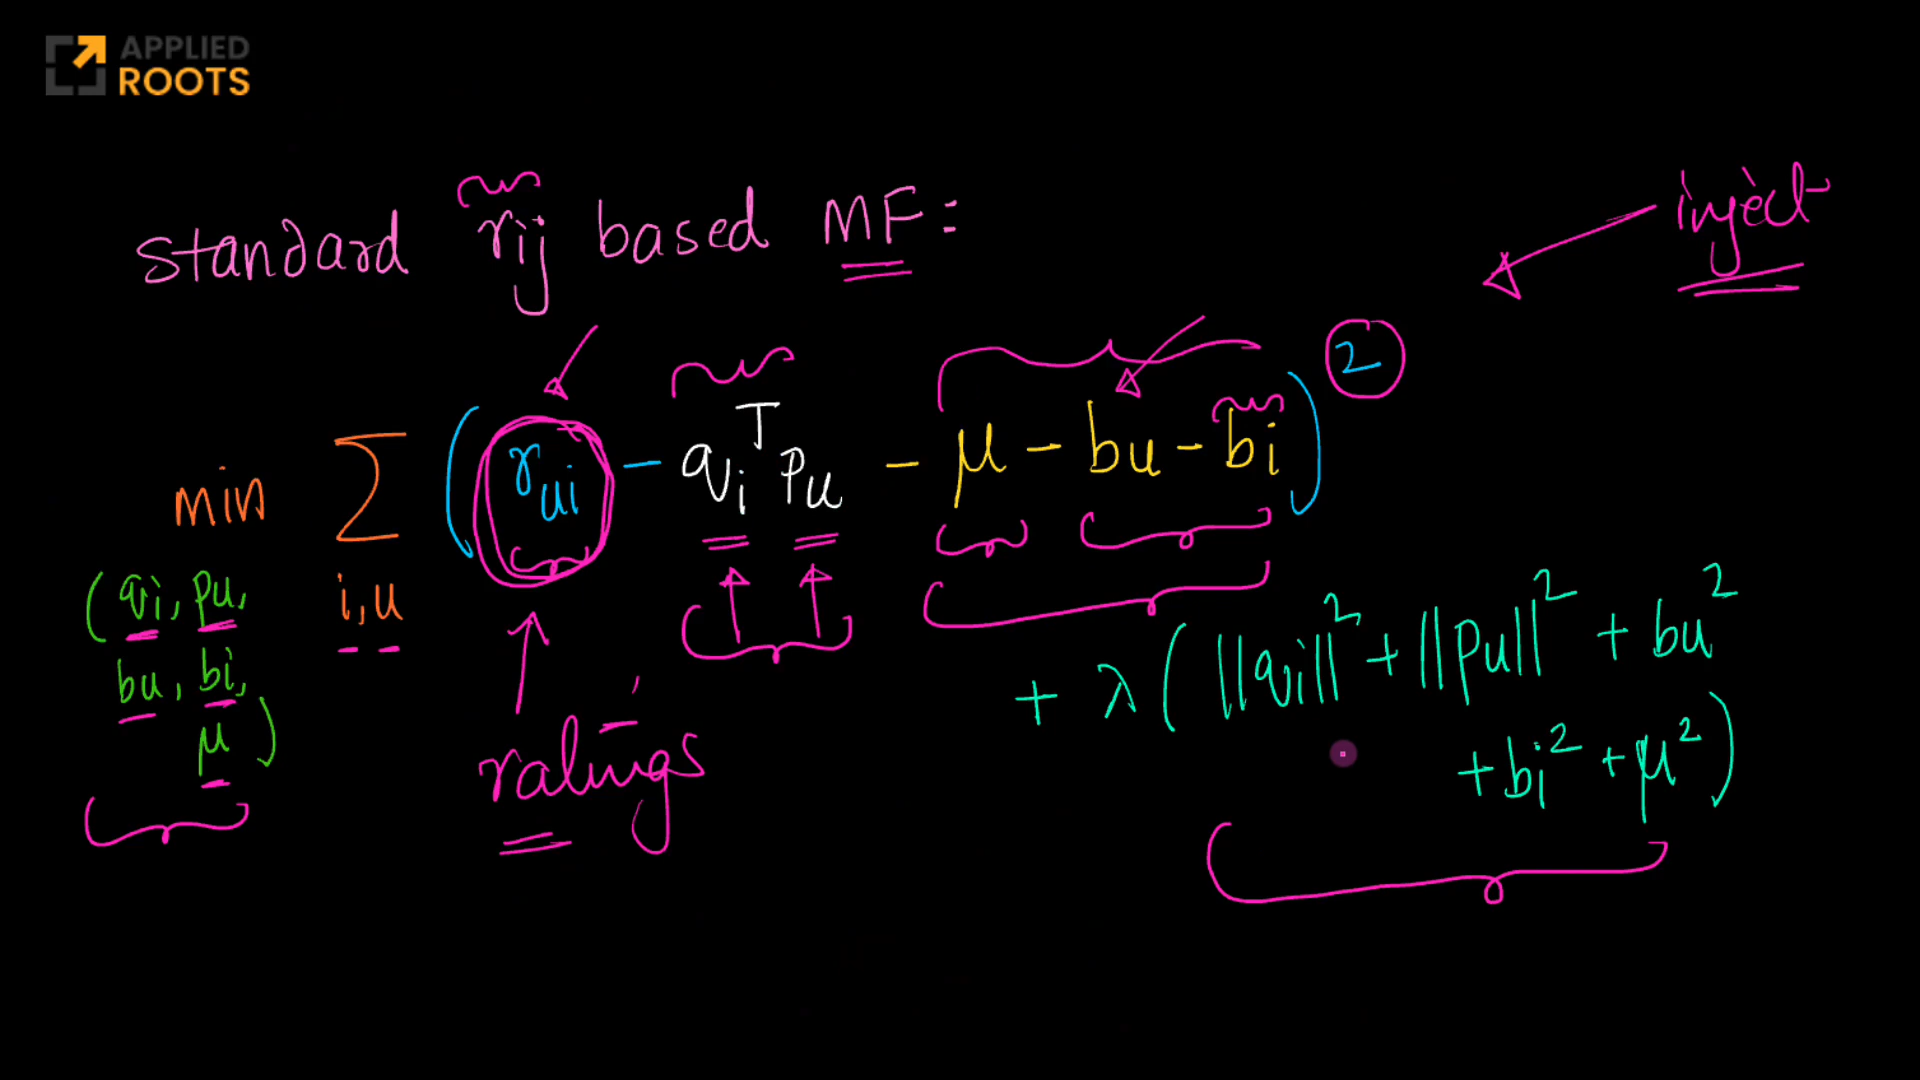 APPLIED
ROOTS
inject
standard rij based MF:
min Σ (rui - qiᵀpu - μ - bu - bi)²
(qi, pu,
bu, bi,
μ)
i,u
+ λ(||qi||² + ||pu||² + bu²
+ bi² + μ²)
ratings